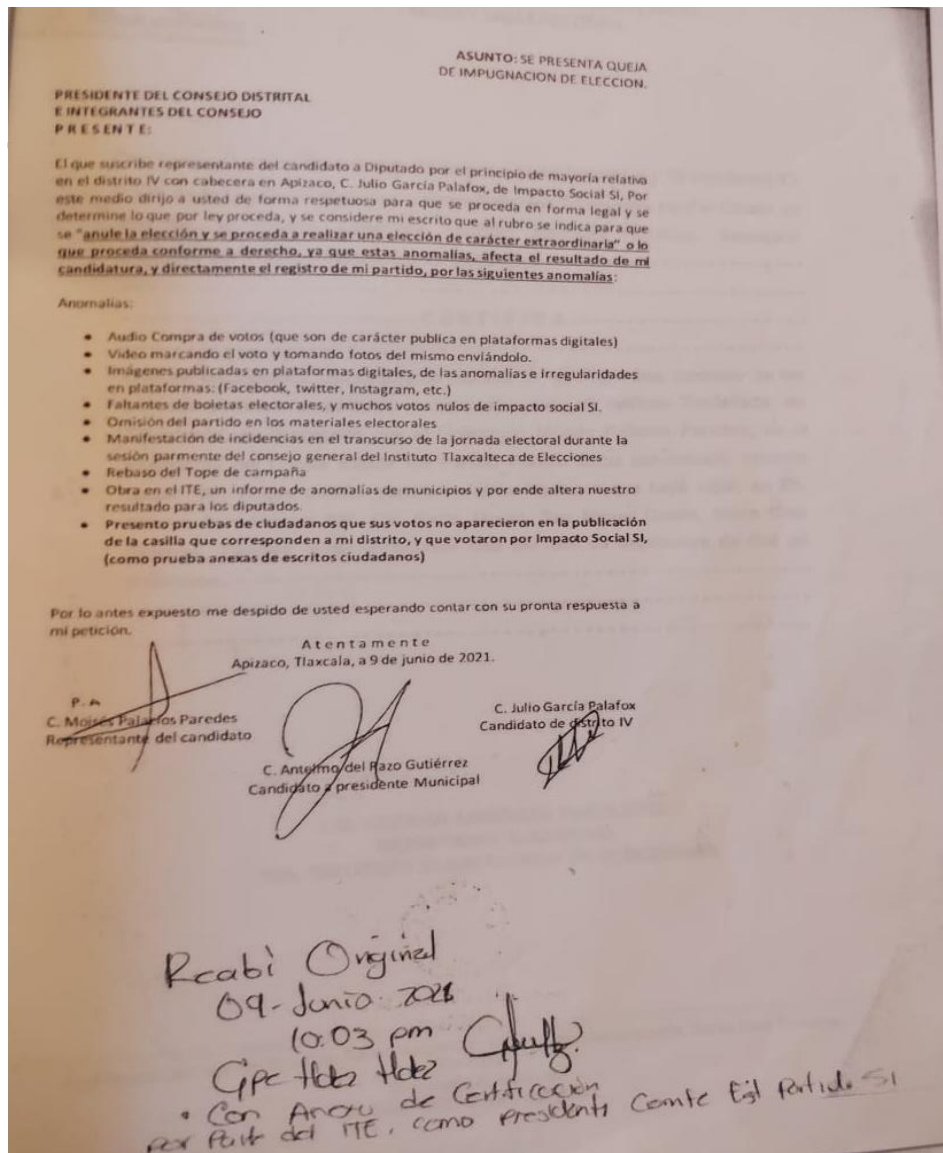 ASUNTO: SE PRESENTA QUEJA
DE IMPUGNACION DE ELECCION.
PRESIDENTE DEL CONSEJO DISTRITAL
E INTEGRANTES DEL CONSEJO
P R E S E N T E:
El que suscribe representante del candidato a Diputado por el principio de mayoría relativa
en el distrito IV con cabecera en Apizaco, C. Julio García Palafox, de Impacto Social Si, Por
este medio dirijo a usted de forma respetuosa para que se proceda en forma legal y se
determine lo que por ley proceda, y se considere mi escrito que al rubro se indica para que
se "anule la elección y se proceda a realizar una elección de carácter extraordinaria" o lo
que proceda conforme a derecho, ya que estas anomalías, afecta el resultado de mi
candidatura, y directamente el registro de mi partido, por las siguientes anomalías:
Anomalías:
• Audio Compra de votos (que son de carácter publica en plataformas digitales)
• Video marcando el voto y tomando fotos del mismo enviándolo.
• Imágenes publicadas en plataformas digitales, de las anomalías e irregularidades
en plataformas: (Facebook, twitter, Instagram, etc.)
• Faltantes de boletas electorales, y muchos votos nulos de impacto social SI.
• Omisión del partido en los materiales electorales
• Manifestación de incidencias en el transcurso de la jornada electoral durante la
sesión parmente del consejo general del Instituto Tlaxcalteca de Elecciones
• Rebaso del Tope de campaña
• Obra en el ITE, un informe de anomalías de municipios y por ende altera nuestro
resultado para los diputados.
• Presento pruebas de ciudadanos que sus votos no aparecieron en la publicación
de la casilla que corresponden a mi distrito, y que votaron por Impacto Social SI,
(como prueba anexas de escritos ciudadanos)
Por lo antes expuesto me despido de usted esperando contar con su pronta respuesta a
mi petición.
A t e n t a m e n t e
Apizaco, Tlaxcala, a 9 de junio de 2021.
P. A
C. Moisés Palacios Paredes
Representante del candidato
C. Julio García Palafox
Candidato de distrito IV
C. Antelmo del Razo Gutiérrez
Candidato a presidente Municipal
Recabi Original
09-Junio-2021
10:03 pm
Gpe Hdez Hdez
• Con Anexo de Certificación
por Parte del ITE, como Presidente Comite Est Partido SI